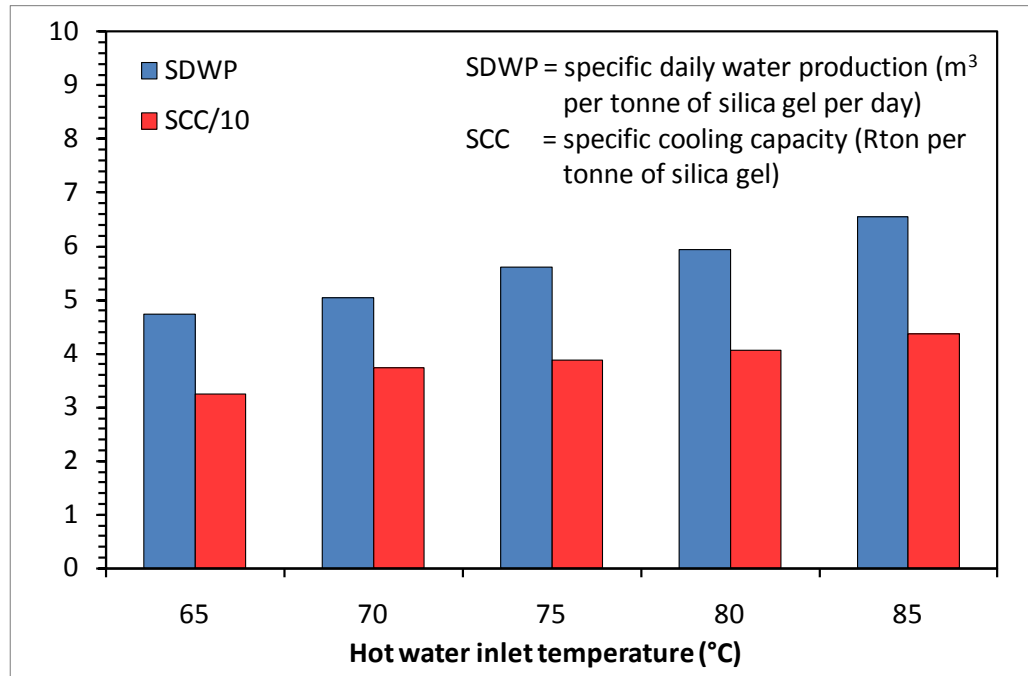 10
9
8
7
6
5
4
3
2
1
0
SDWP
SCC/10
SDWP = specific daily water production (m³
per tonne of silica gel per day)
SCC = specific cooling capacity (Rton per
tonne of silica gel)
65 70 75 80 85
Hot water inlet temperature (°C)